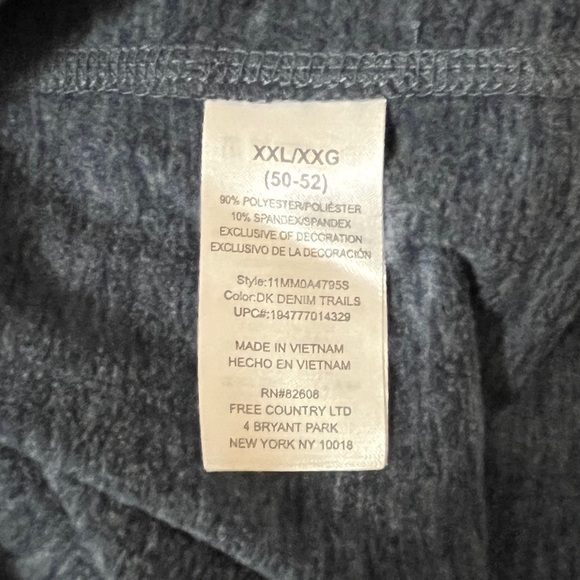 XXL/XXG
(50-52)
90% POLYESTER/POLIÉSTER
10% SPANDEX/SPANDEX
EXCLUSIVE OF DECORATION
EXCLUSIVO DE LA DECORACIÓN
Style:11MM0A4795S
Color:DK DENIM TRAILS
UPC#:194777014329
MADE IN VIETNAM
HECHO EN VIETNAM
RN#82608
FREE COUNTRY LTD
4 BRYANT PARK
NEW YORK NY 10018